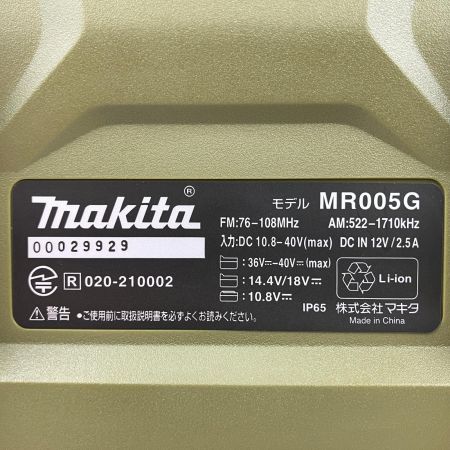 makita®
モデル MR005G
FM:76-108MHz AM:522-1710kHz
00029929
入力:DC 10.8-40V(max) DC IN 12V / 2.5A
36V⎓-40V⎓(max)
14.4V/18V⎓
10.8V⎓
Li-ion
R 020-210002
IP65 株式会社 マキタ
Made in China
⚠警告 ●ご使用前に取扱説明書を必ずよくお読みください。